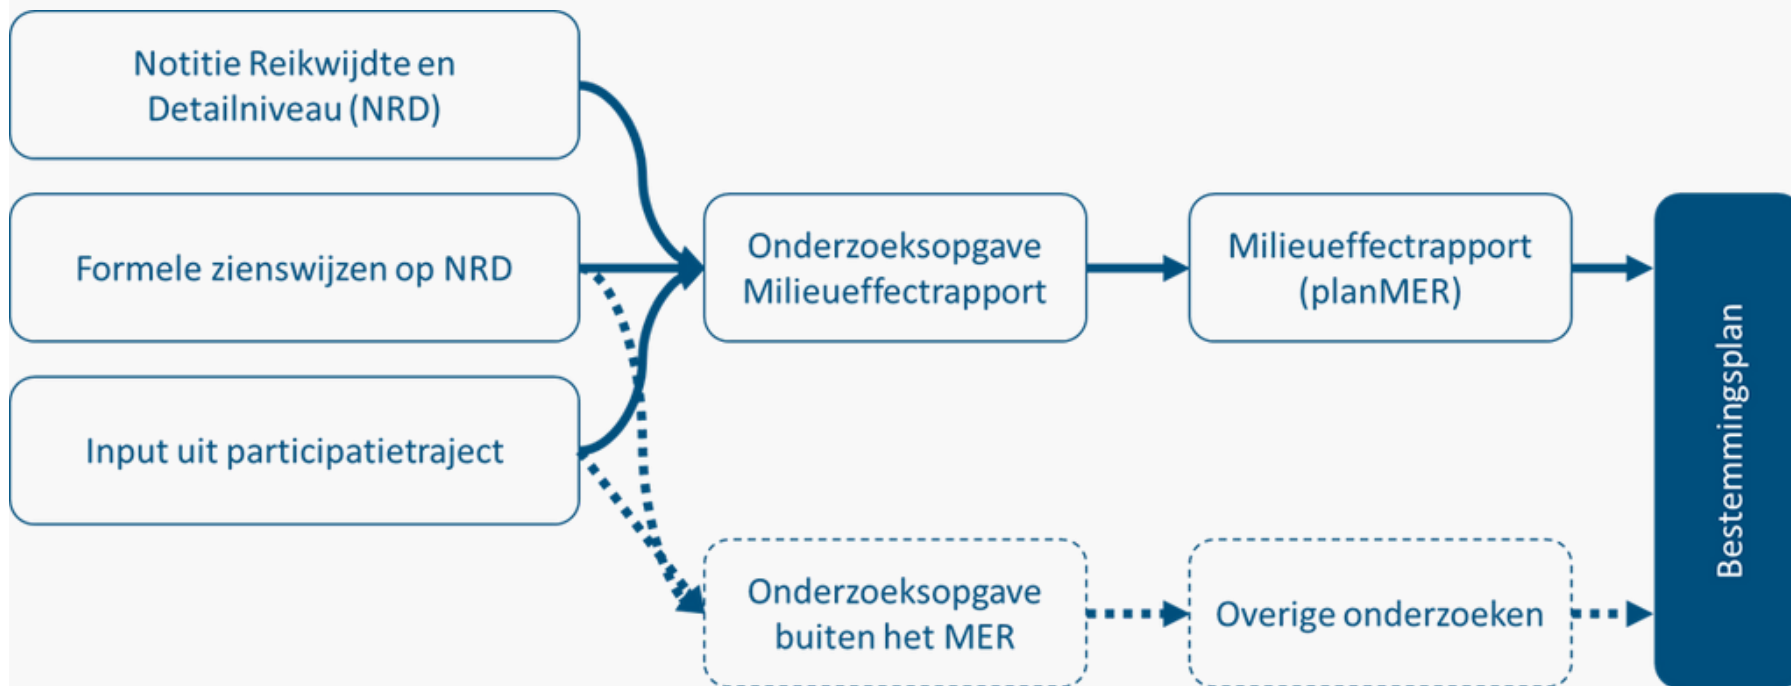 Notitie Reikwijdte en
Detailniveau (NRD)
Formele zienswijzen op NRD
Input uit participatietraject
Onderzoeksopgave
Milieueffectrapport
Milieueffectrapport
(planMER)
Onderzoeksopgave
buiten het MER
Overige onderzoeken
Bestemmingsplan